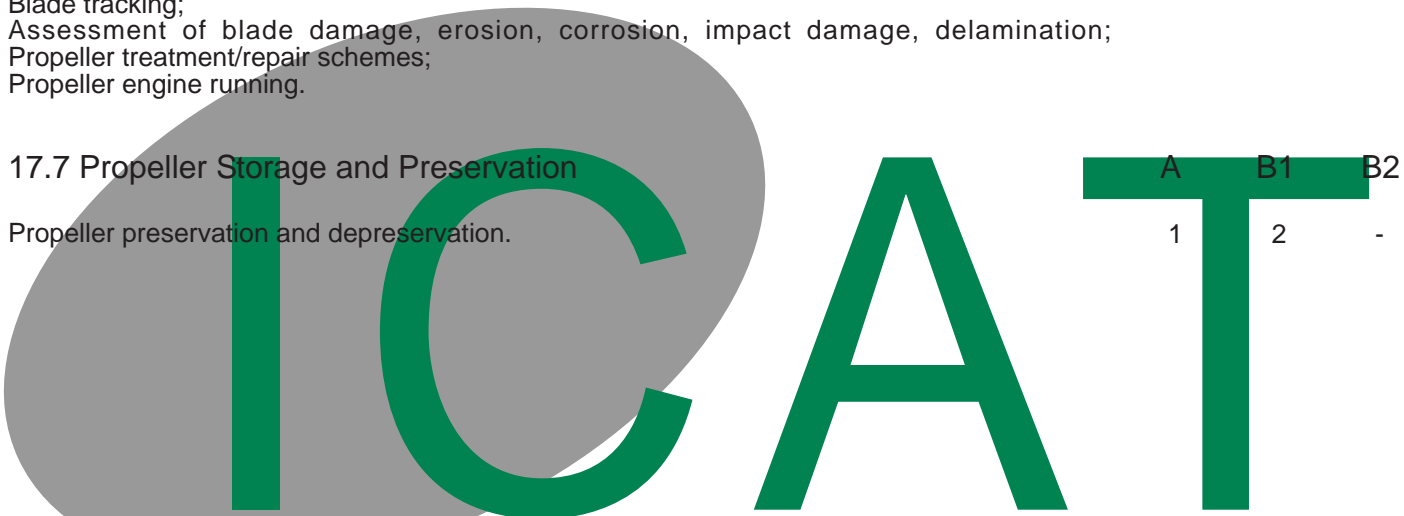 Blade tracking;
Assessment of blade damage, erosion, corrosion, impact damage, delamination;
Propeller treatment/repair schemes;
Propeller engine running.
17.7 Propeller Storage and Preservation A B1 B2
Propeller preservation and depreservation. 1 2 -
ICAT